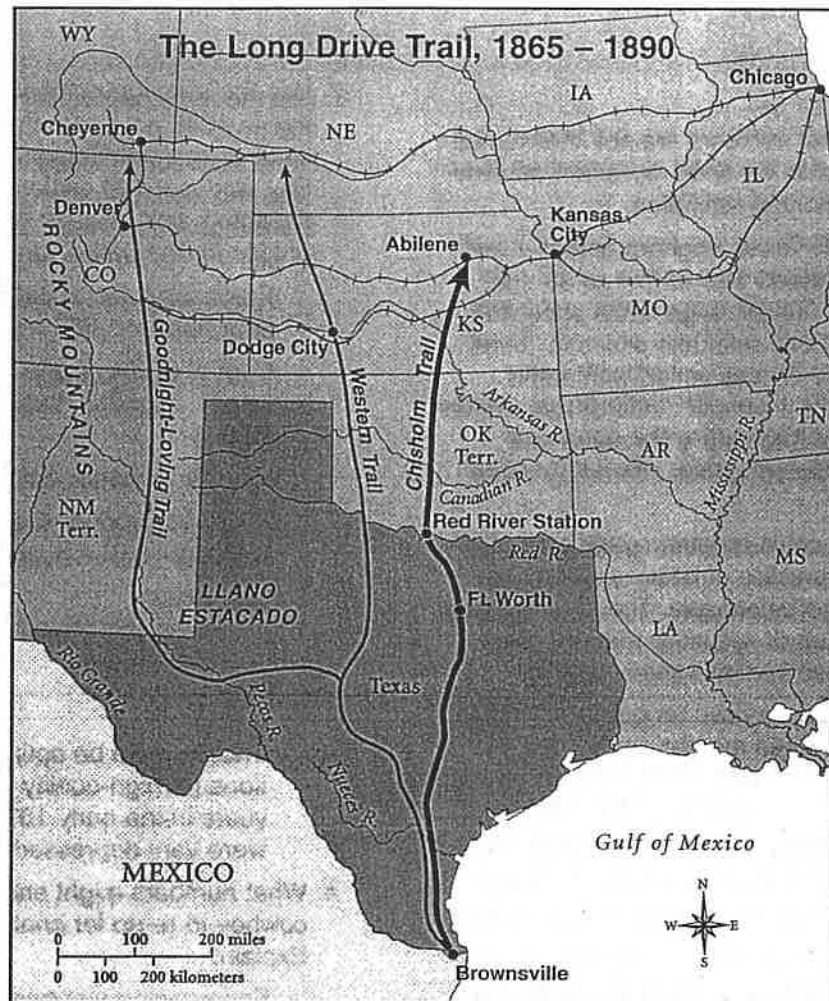 The Long Drive Trail, 1865 – 1890
WY
Chicago
IA
Cheyenne
NE
IL
Denver
Kansas
City
Abilene
ROCKY MOUNTAINS
CO
MO
KS
Dodge City
Goodnight-Loving Trail
Western Trail
Chisholm Trail
Arkansas R.
TN
OK
Terr.
AR
Mississippi R.
Canadian R.
NM
Terr.
Red River Station
Red R.
MS
LLANO
ESTACADO
Ft. Worth
LA
Rio Grande
Texas
Pecos R.
Nueces R.
MEXICO
Gulf of Mexico
N
W E
S
0 100 200 miles
0 100 200 kilometers
Brownsville